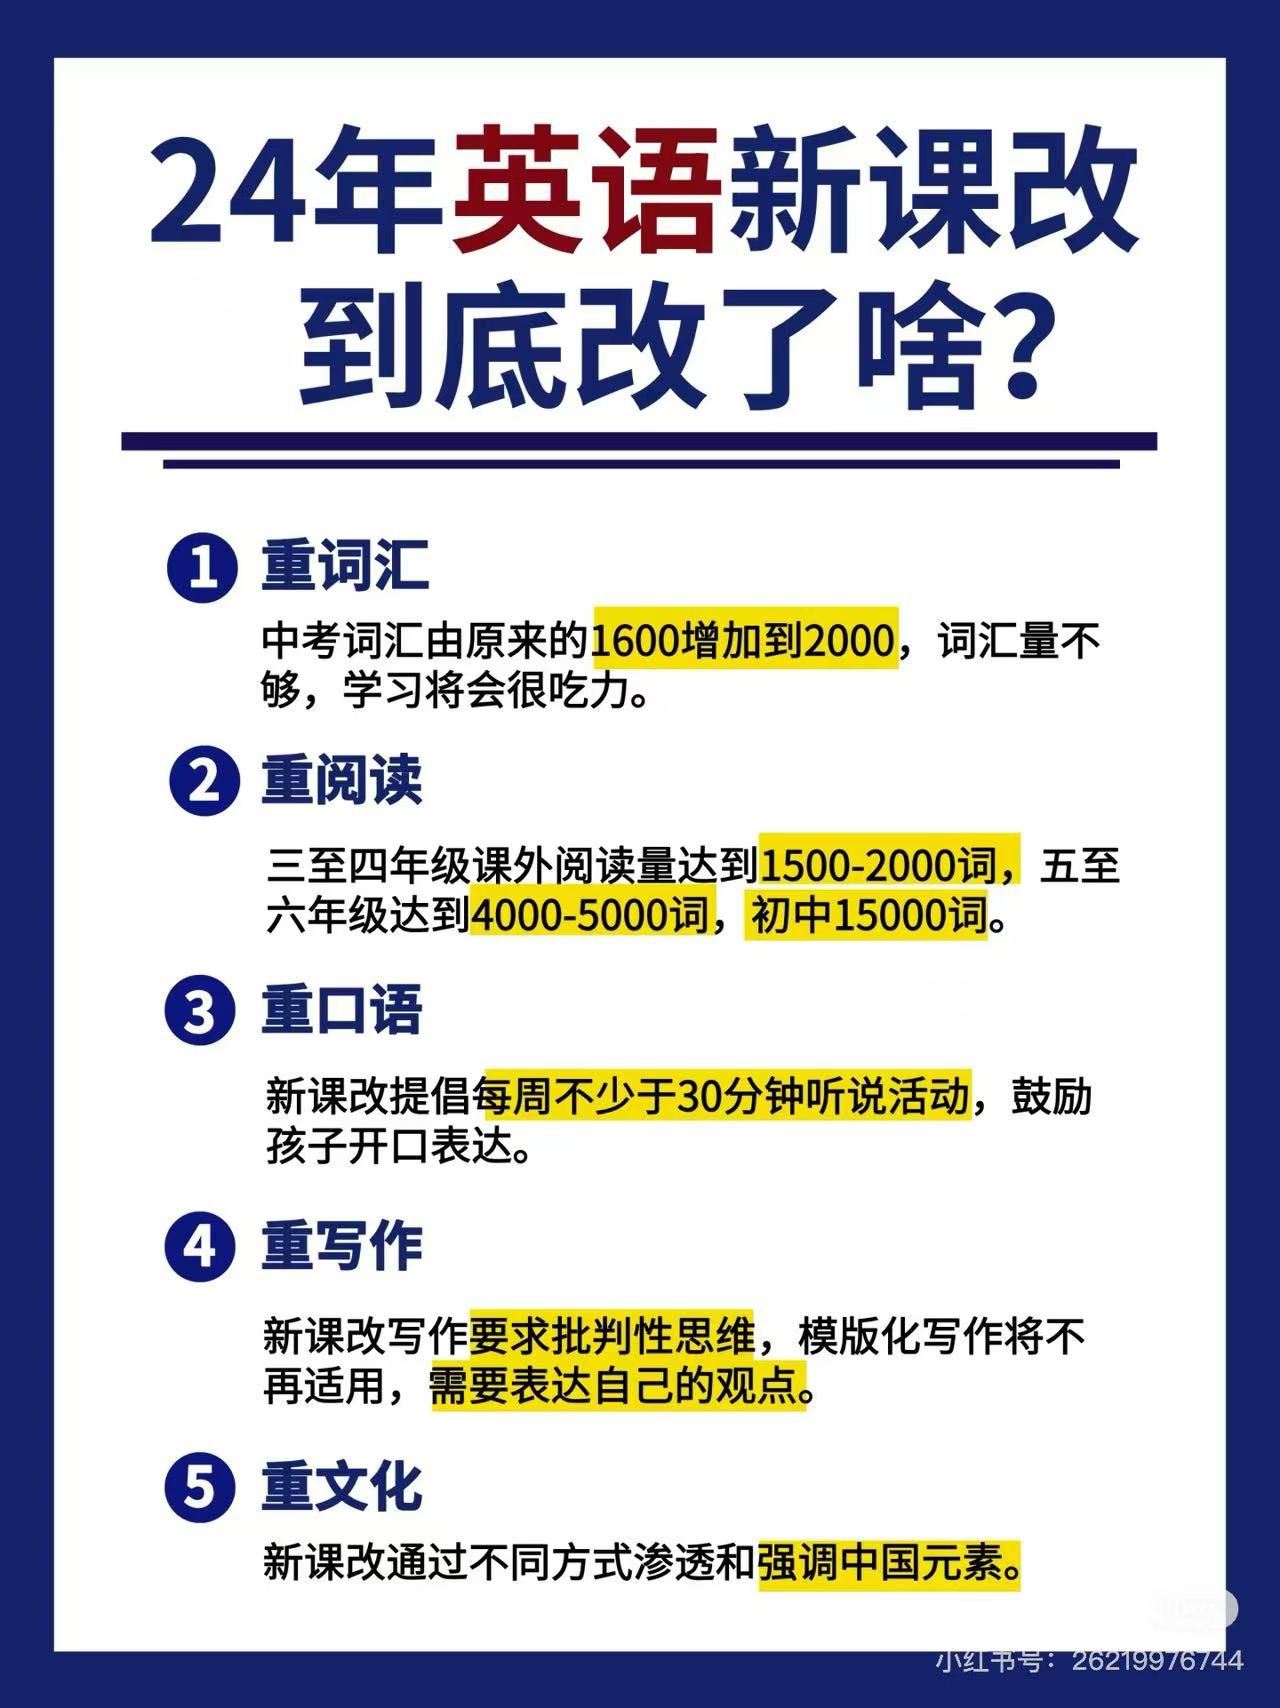 24年英语新课改
到底改了啥？
1 重词汇
中考词汇由原来的1600增加到2000，词汇量不
够，学习将会很吃力。
2 重阅读
三至四年级课外阅读量达到1500-2000词，五至
六年级达到4000-5000词，初中15000词。
3 重口语
新课改提倡每周不少于30分钟听说活动，鼓励
孩子开口表达。
4 重写作
新课改写作要求批判性思维，模版化写作将不
再适用，需要表达自己的观点。
5 重文化
新课改通过不同方式渗透和强调中国元素。
小红书号：26219976744